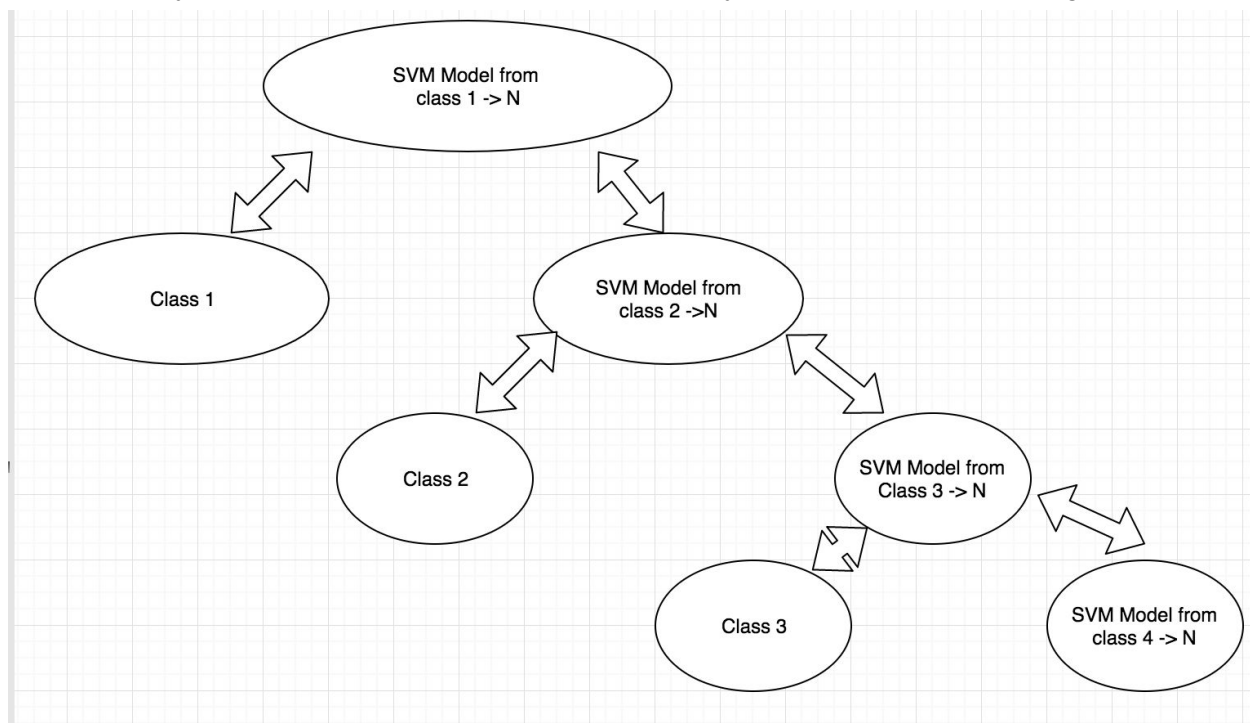 SVM Model from
class 1 -> N
Class 1
SVM Model from
class 2 ->N
Class 2
SVM Model from
Class 3 -> N
Class 3
SVM Model from
class 4 -> N